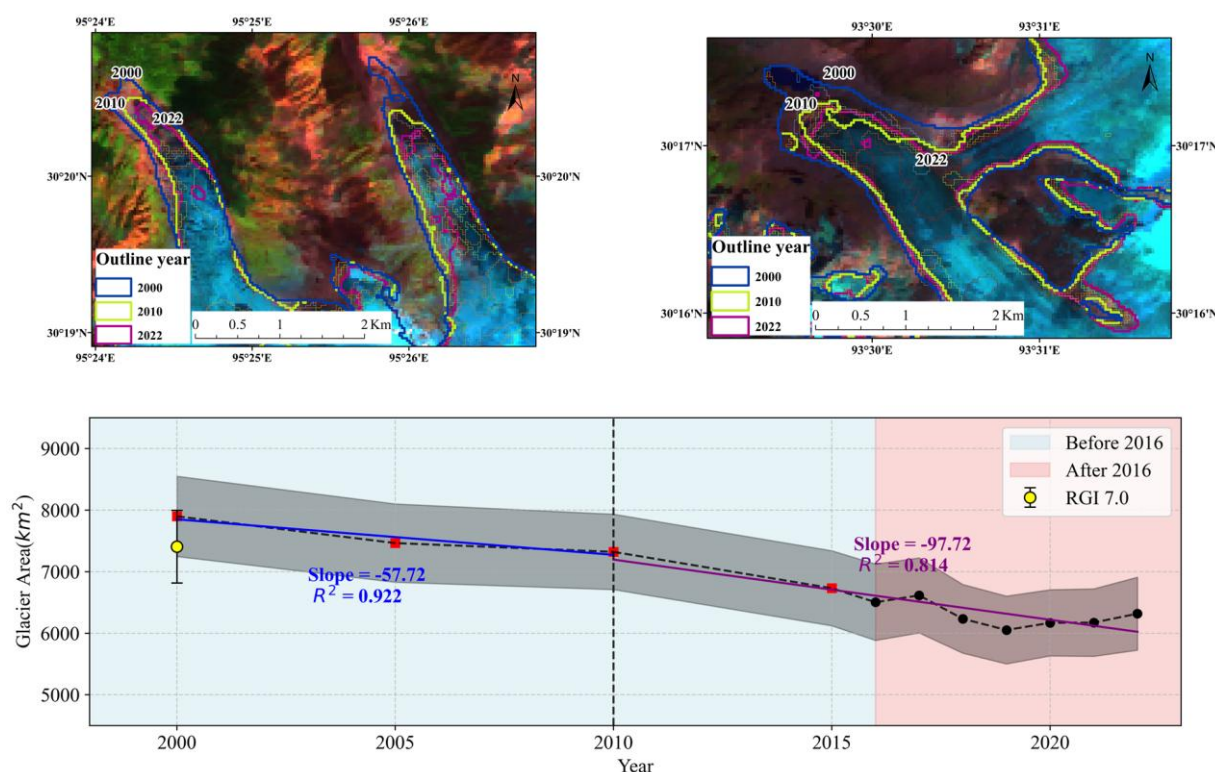 95°24'E 95°25'E 95°26'E
2000
2010
2022
N
30°20'N 30°20'N
Outline year
2000
2010
2022
0 0.5 1 2 Km
30°19'N 30°19'N
95°24'E 95°25'E 95°26'E
93°30'E 93°31'E
2000
2010
2022
N
30°17'N 30°17'N
Outline year
2000
2010
2022
0 0.5 1 2 Km
30°16'N 30°16'N
93°30'E 93°31'E
9000
8000
7000
6000
5000
Glacier Area(km²)
Before 2016
After 2016
RGI 7.0
Slope = -57.72
R² = 0.922
Slope = -97.72
R² = 0.814
2000 2005 2010 2015 2020
Year